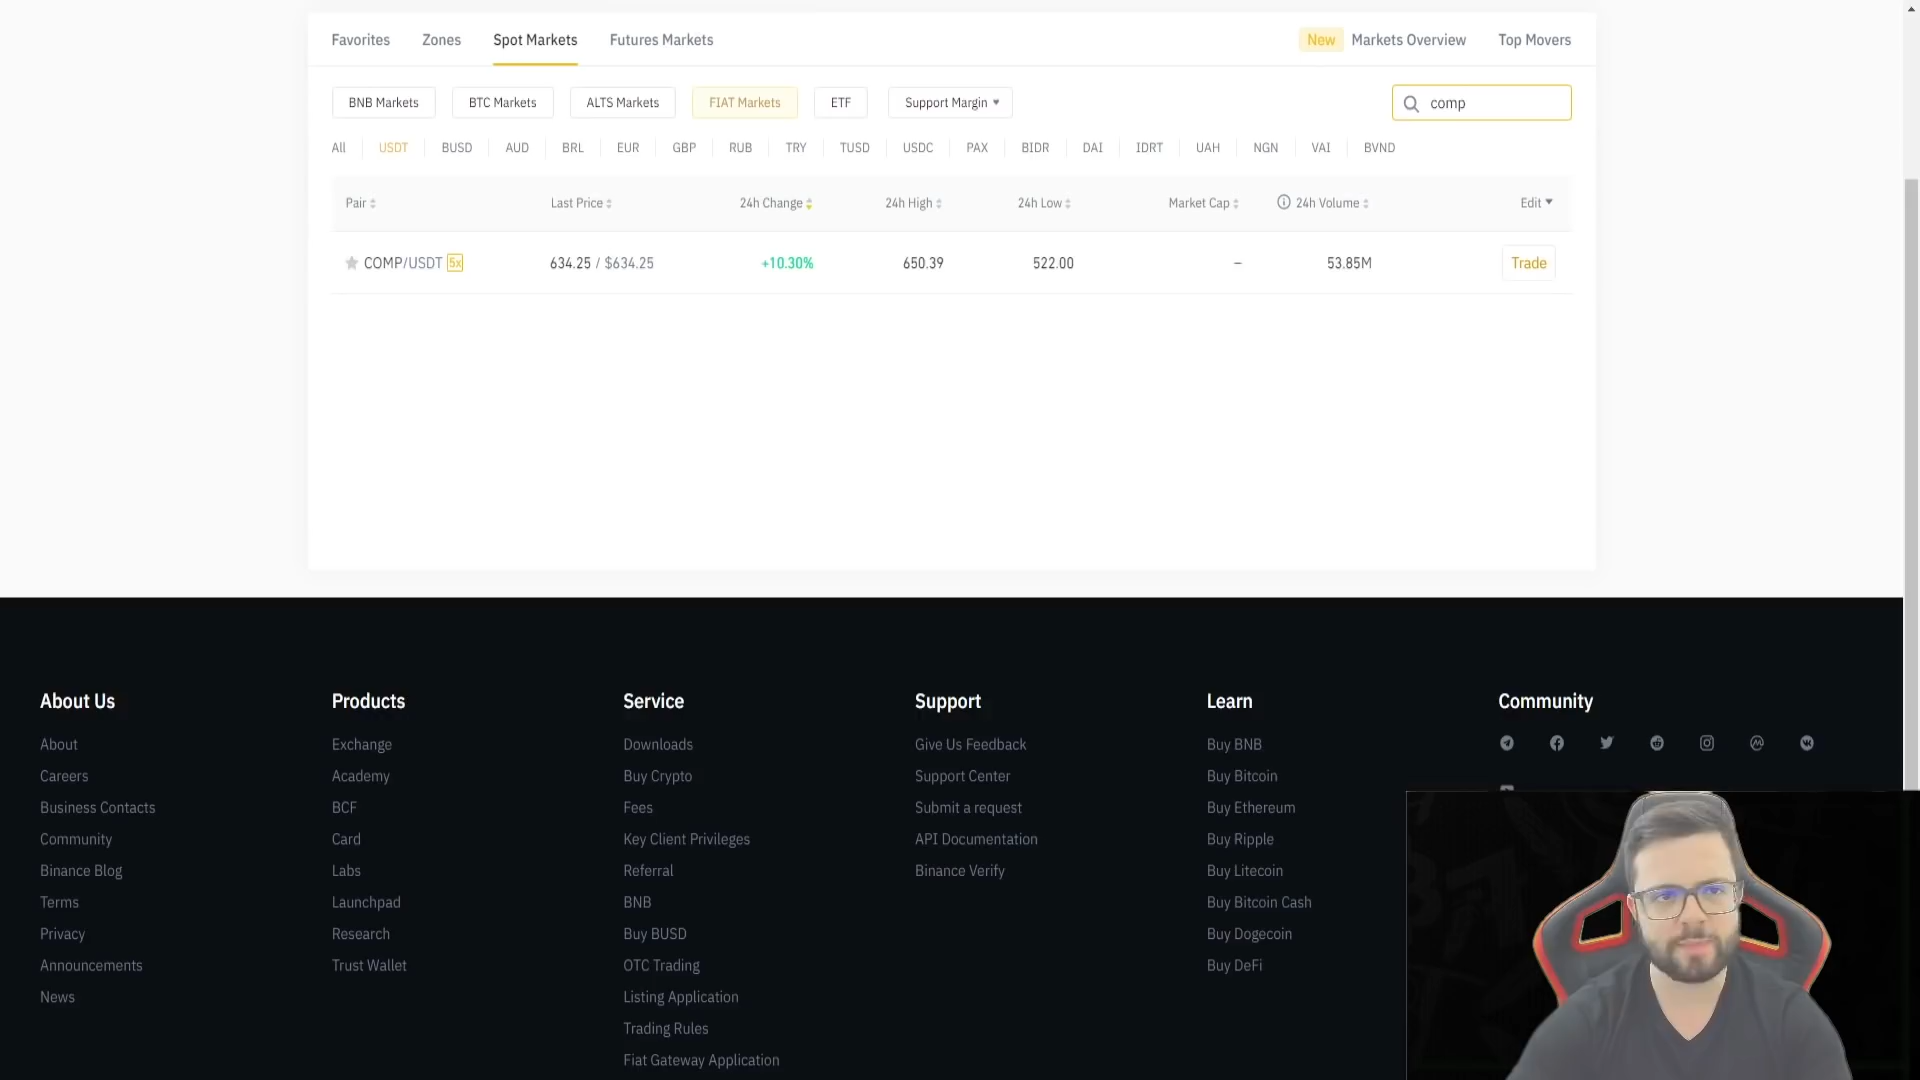 Favorites Zones Spot Markets Futures Markets New Markets Overview Top Movers
BNB Markets BTC Markets ALTS Markets FIAT Markets ETF Support Margin comp
All USDT BUSD AUD BRL EUR GBP RUB TRY TUSD USDC PAX BIDR DAI IDRT UAH NGN VAI BVND
Pair Last Price 24h Change 24h High 24h Low Market Cap 24h Volume Edit
COMP/USDT 5x 634.25 / $634.25 +10.30% 650.39 522.00 – 53.85M Trade
About Us Products Service Support Learn Community
About Exchange Downloads Give Us Feedback Buy BNB
Careers Academy Buy Crypto Support Center Buy Bitcoin
Business Contacts BCF Fees Submit a request Buy Ethereum
Community Card Key Client Privileges API Documentation Buy Ripple
Binance Blog Labs Referral Binance Verify Buy Litecoin
Terms Launchpad BNB Buy Bitcoin Cash
Privacy Research Buy BUSD Buy Dogecoin
Announcements Trust Wallet OTC Trading Buy DeFi
News Listing Application
Trading Rules
Fiat Gateway Application